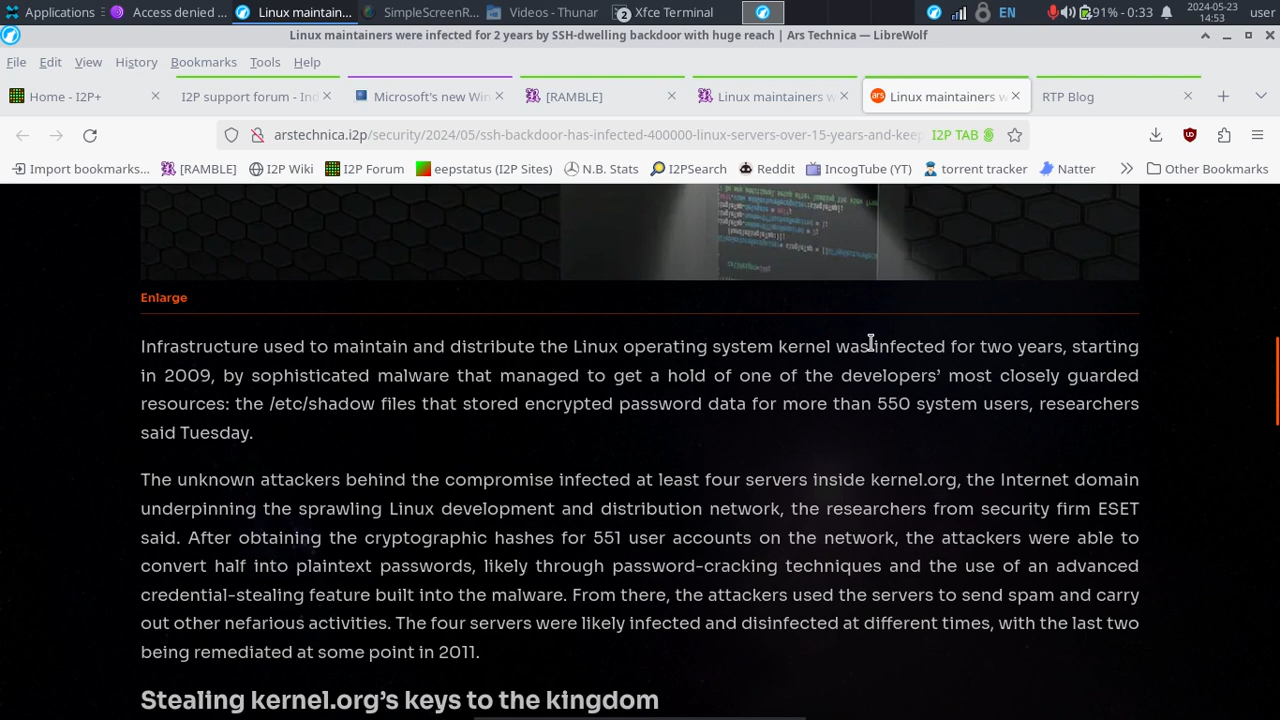 Applications
Access denied ...
Linux maintain...
SimpleScreenR...
Videos - Thunar
2
Xfce Terminal
EN
91% - 0:33
2024-05-23
14:53
user
Linux maintainers were infected for 2 years by SSH-dwelling backdoor with huge reach | Ars Technica — LibreWolf
File Edit View History Bookmarks Tools Help
Home - I2P+
I2P support forum - Ind
Microsoft's new Win
[RAMBLE]
Linux maintainers w
ars
Linux maintainers w
RTP Blog
arstechnica.i2p/security/2024/05/ssh-backdoor-has-infected-400000-linux-servers-over-15-years-and-keep
I2P TAB
Import bookmarks...
[RAMBLE]
I2P Wiki
I2P Forum
eepstatus (I2P Sites)
N.B. Stats
I2PSearch
Reddit
IncogTube (YT)
torrent tracker
Natter
Other Bookmarks
Enlarge
Infrastructure used to maintain and distribute the Linux operating system kernel was infected for two years, starting
in 2009, by sophisticated malware that managed to get a hold of one of the developers’ most closely guarded
resources: the /etc/shadow files that stored encrypted password data for more than 550 system users, researchers
said Tuesday.
The unknown attackers behind the compromise infected at least four servers inside kernel.org, the Internet domain
underpinning the sprawling Linux development and distribution network, the researchers from security firm ESET
said. After obtaining the cryptographic hashes for 551 user accounts on the network, the attackers were able to
convert half into plaintext passwords, likely through password-cracking techniques and the use of an advanced
credential-stealing feature built into the malware. From there, the attackers used the servers to send spam and carry
out other nefarious activities. The four servers were likely infected and disinfected at different times, with the last two
being remediated at some point in 2011.
Stealing kernel.org’s keys to the kingdom